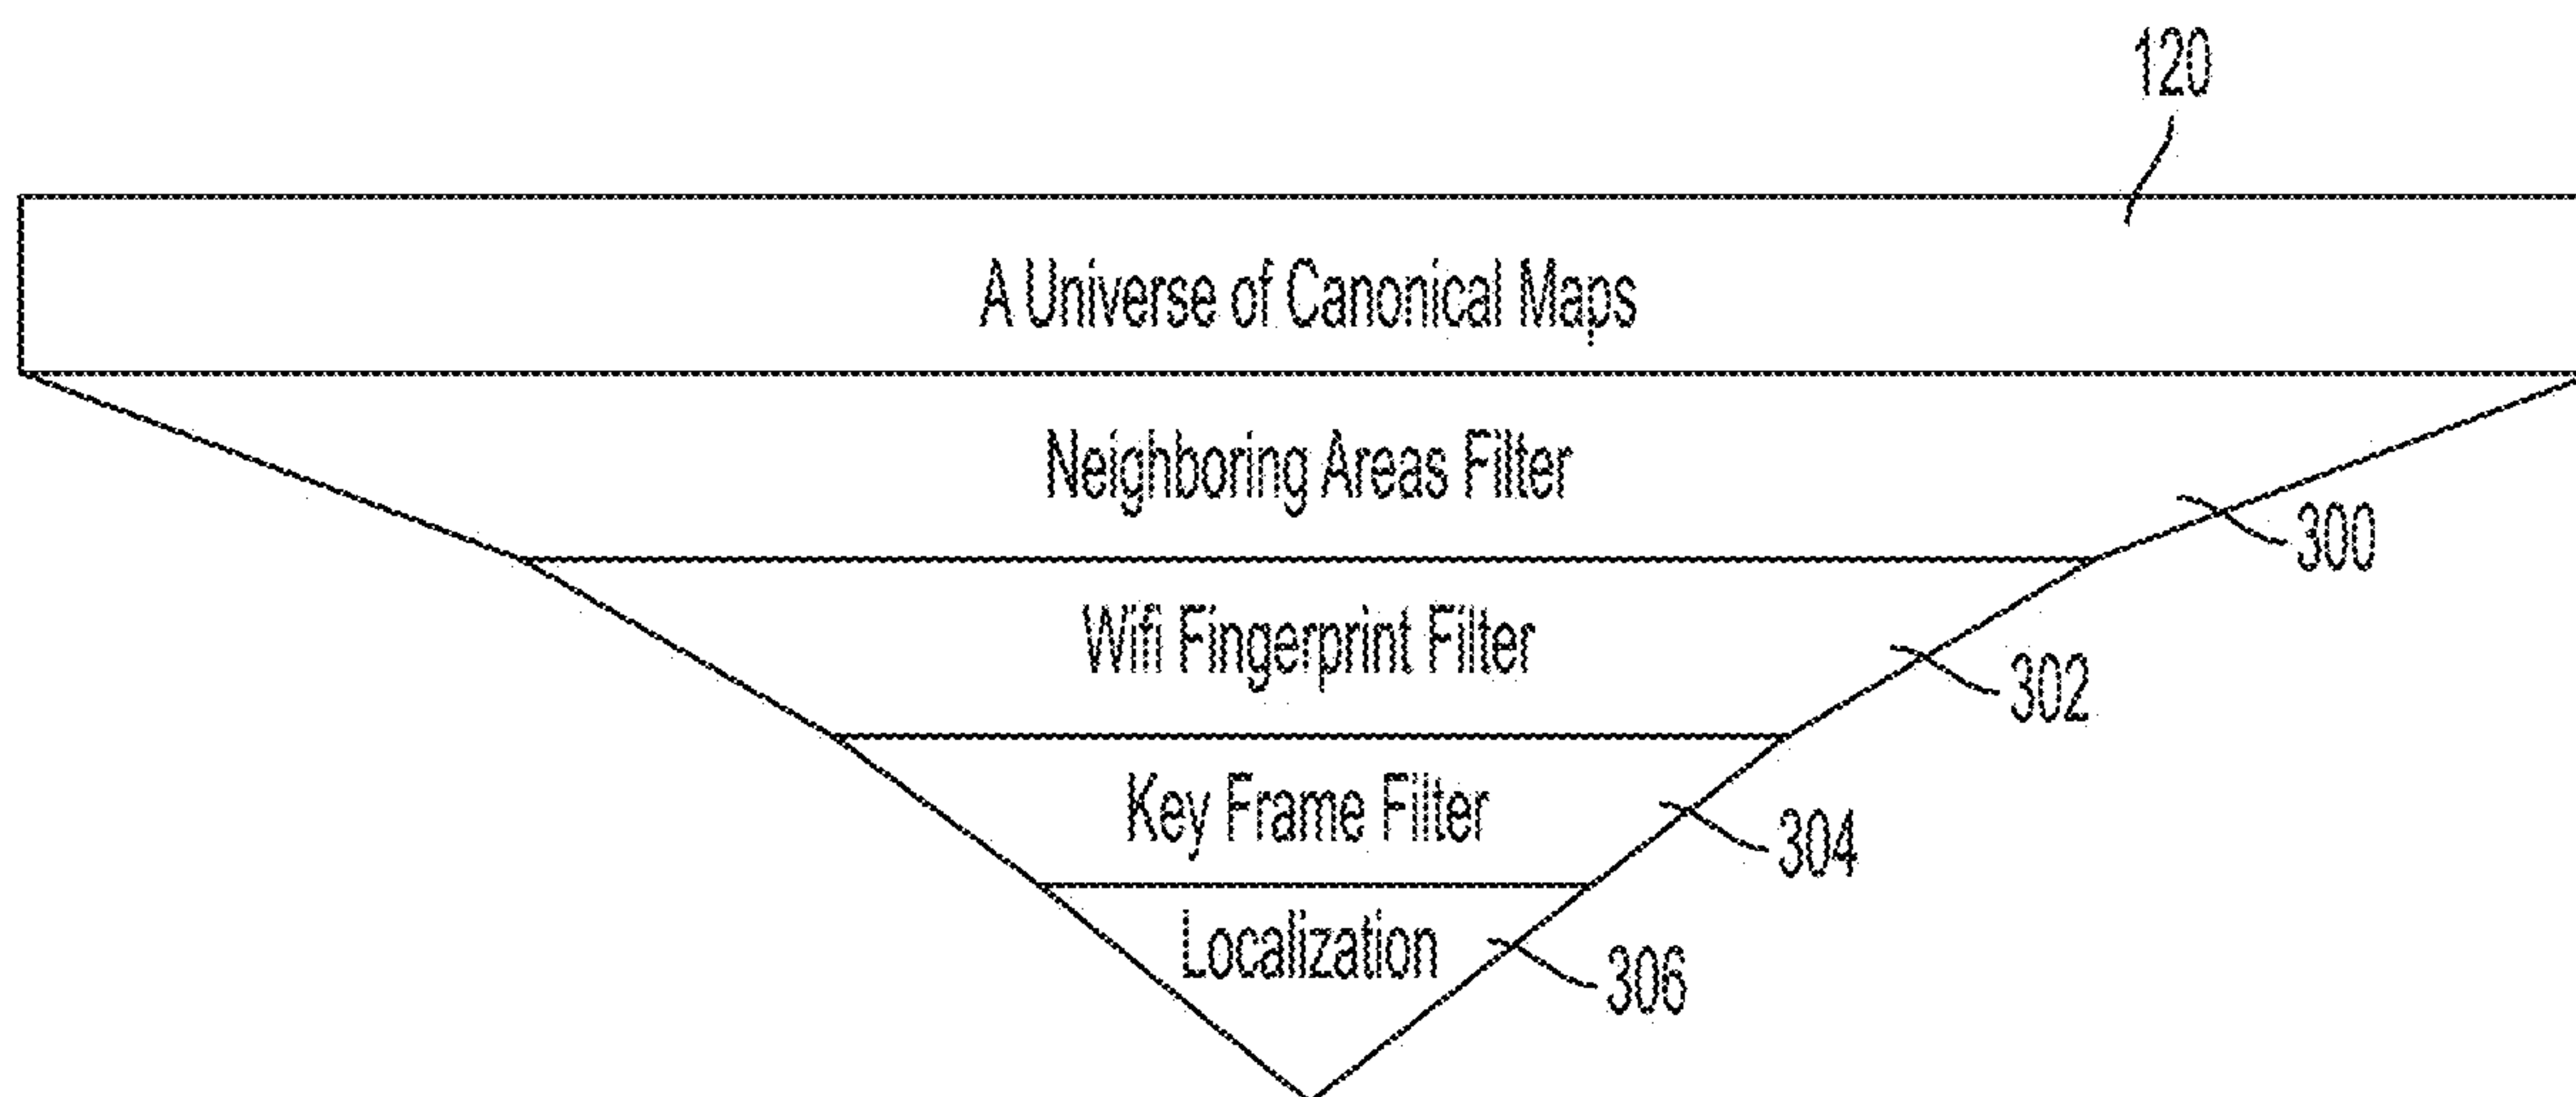 120
A Universe of Canonical Maps
Neighboring Areas Filter
300
Wifi Fingerprint Filter
302
Key Frame Filter
304
Localization
306